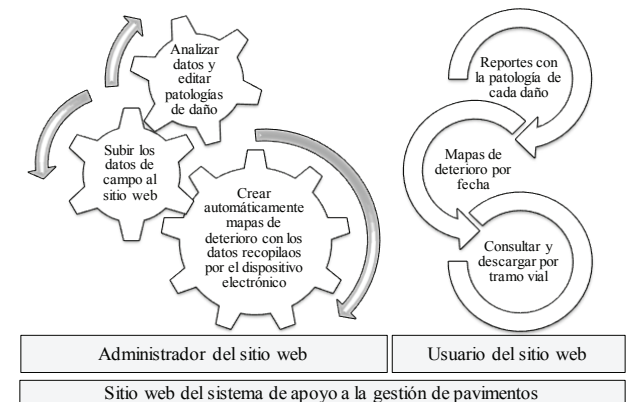 Analizar
datos y
editar
patologías
de daño
Subir los
datos de
campo al
sitio web
Crear
automáticamente
mapas de
deterioro con los
datos recopilaos
por el dispositivo
electrónico
Reportes con
la patología de
cada daño
Mapas de
deterioro por
fecha
Consultar y
descargar por
tramo vial
Administrador del sitio web
Usuario del sitio web
Sitio web del sistema de apoyo a la gestión de pavimentos